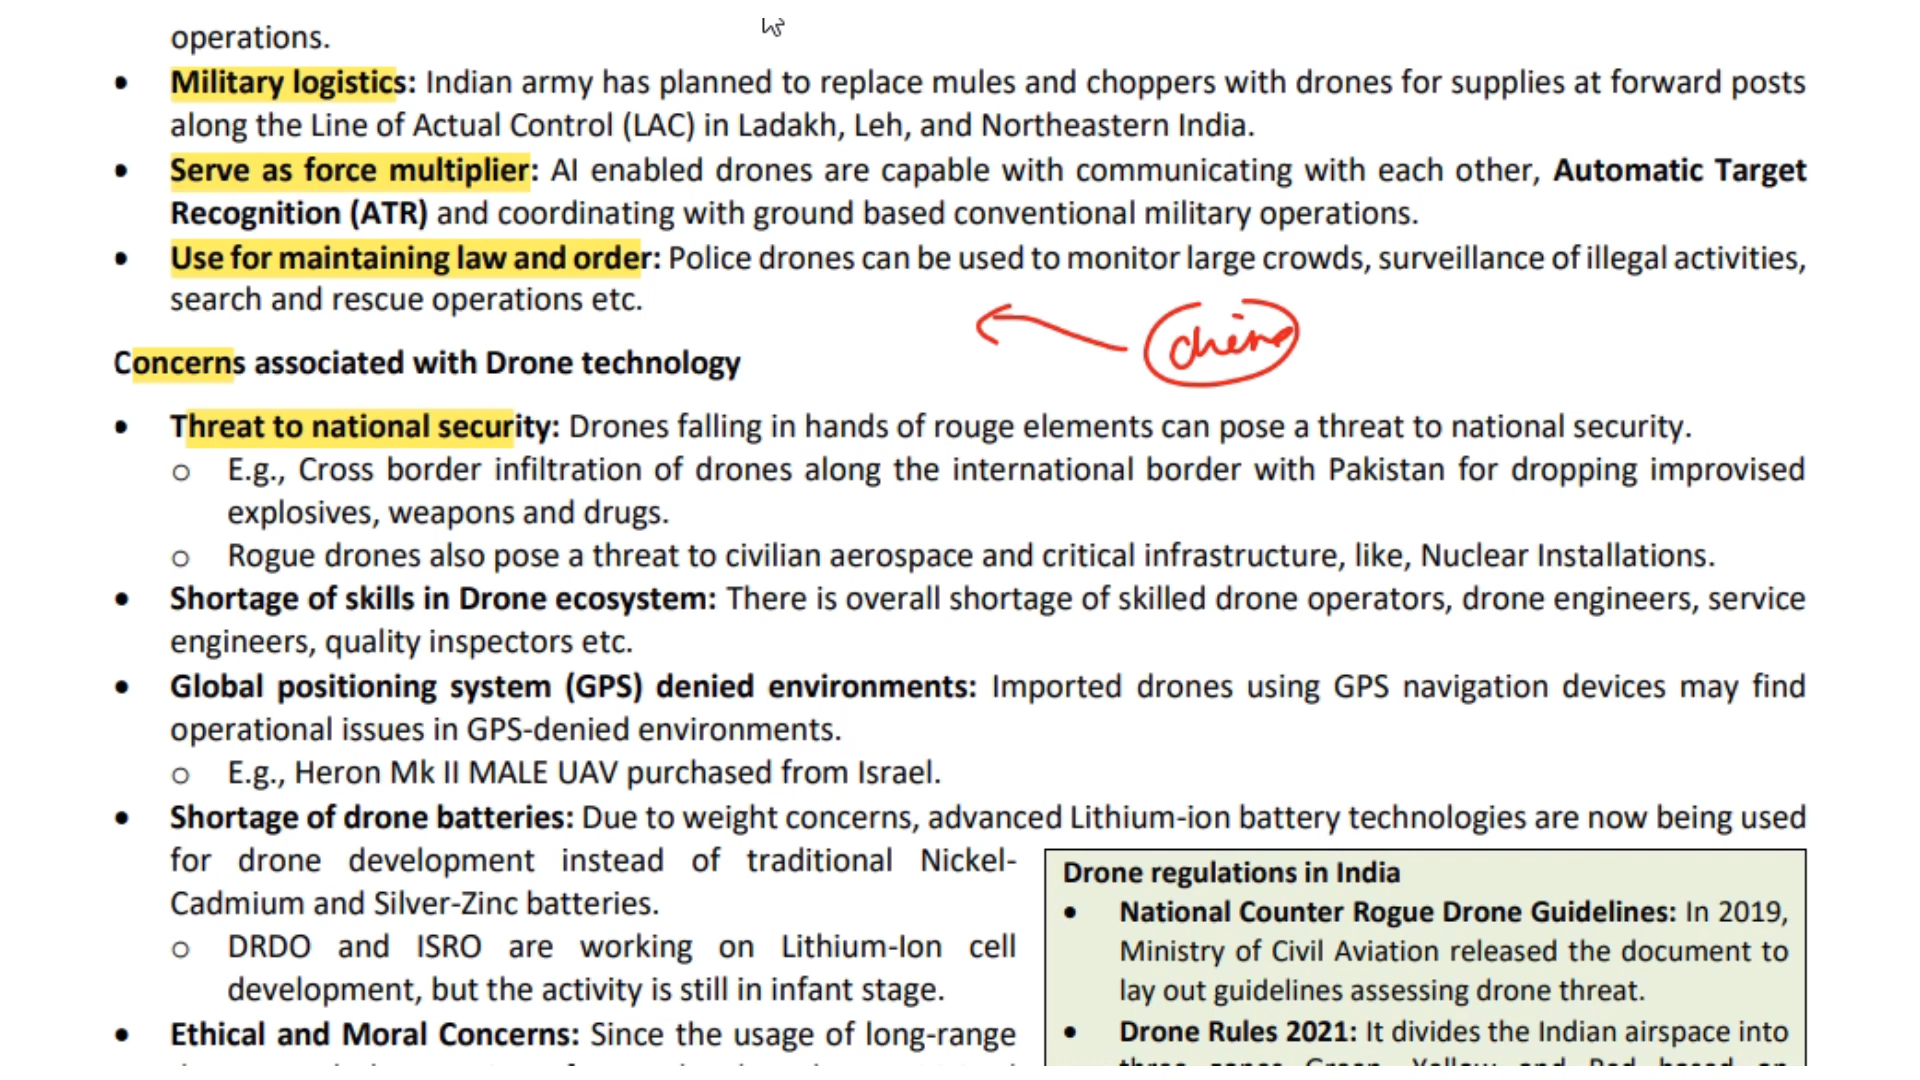 operations.
• Military logistics: Indian army has planned to replace mules and choppers with drones for supplies at forward posts
along the Line of Actual Control (LAC) in Ladakh, Leh, and Northeastern India.
• Serve as force multiplier: AI enabled drones are capable with communicating with each other, Automatic Target
Recognition (ATR) and coordinating with ground based conventional military operations.
• Use for maintaining law and order: Police drones can be used to monitor large crowds, surveillance of illegal activities,
search and rescue operations etc.
china
Concerns associated with Drone technology
• Threat to national security: Drones falling in hands of rouge elements can pose a threat to national security.
o E.g., Cross border infiltration of drones along the international border with Pakistan for dropping improvised
explosives, weapons and drugs.
o Rogue drones also pose a threat to civilian aerospace and critical infrastructure, like, Nuclear Installations.
• Shortage of skills in Drone ecosystem: There is overall shortage of skilled drone operators, drone engineers, service
engineers, quality inspectors etc.
• Global positioning system (GPS) denied environments: Imported drones using GPS navigation devices may find
operational issues in GPS-denied environments.
o E.g., Heron Mk II MALE UAV purchased from Israel.
• Shortage of drone batteries: Due to weight concerns, advanced Lithium-ion battery technologies are now being used
for drone development instead of traditional Nickel-
Cadmium and Silver-Zinc batteries.
o DRDO and ISRO are working on Lithium-Ion cell
development, but the activity is still in infant stage.
• Ethical and Moral Concerns: Since the usage of long-range
Drone regulations in India
• National Counter Rogue Drone Guidelines: In 2019,
Ministry of Civil Aviation released the document to
lay out guidelines assessing drone threat.
• Drone Rules 2021: It divides the Indian airspace into
three zones Green, Yellow and Red based on